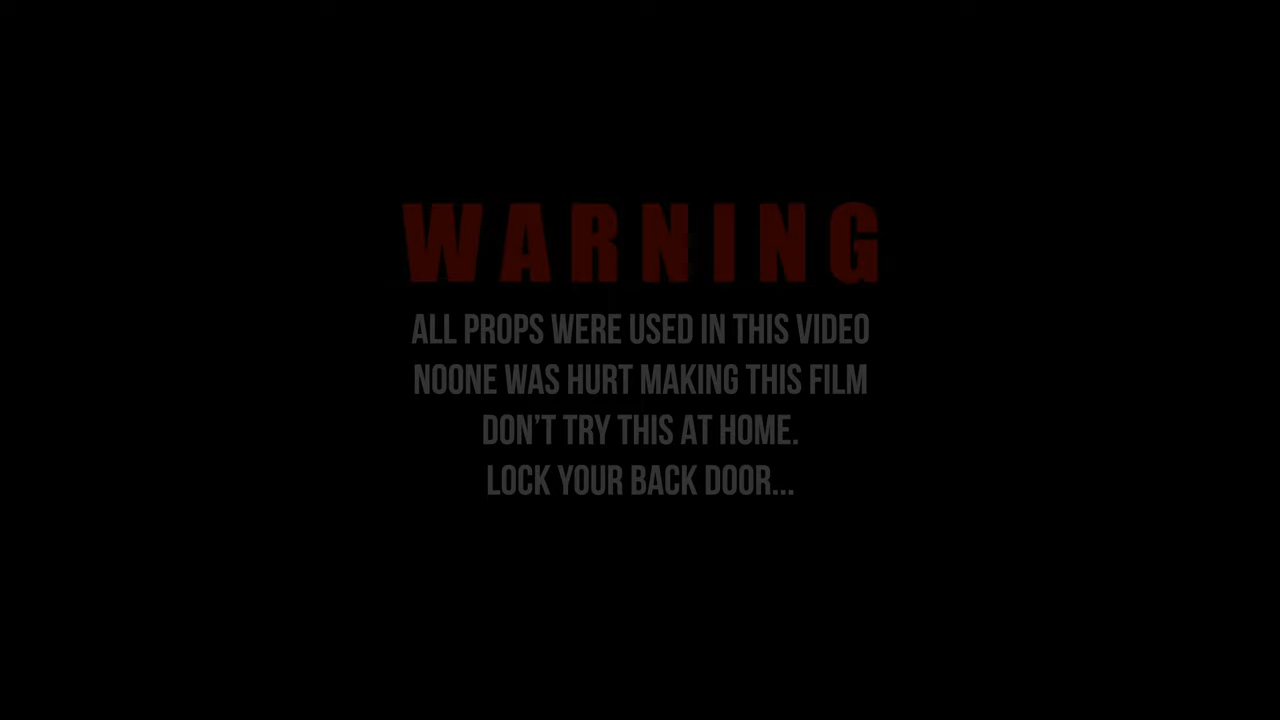 WARNING
ALL PROPS WERE USED IN THIS VIDEO
NOONE WAS HURT MAKING THIS FILM
DON'T TRY THIS AT HOME.
LOCK YOUR BACK DOOR...